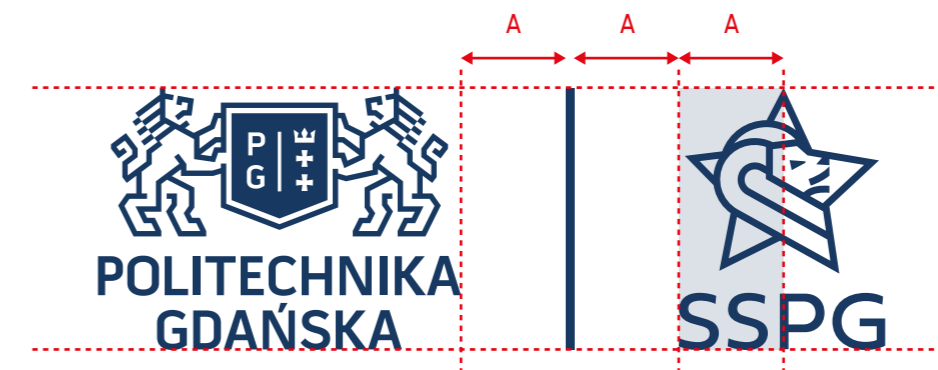 A A A
P
G
POLITECHNIKA
GDAŃSKA
SSPG